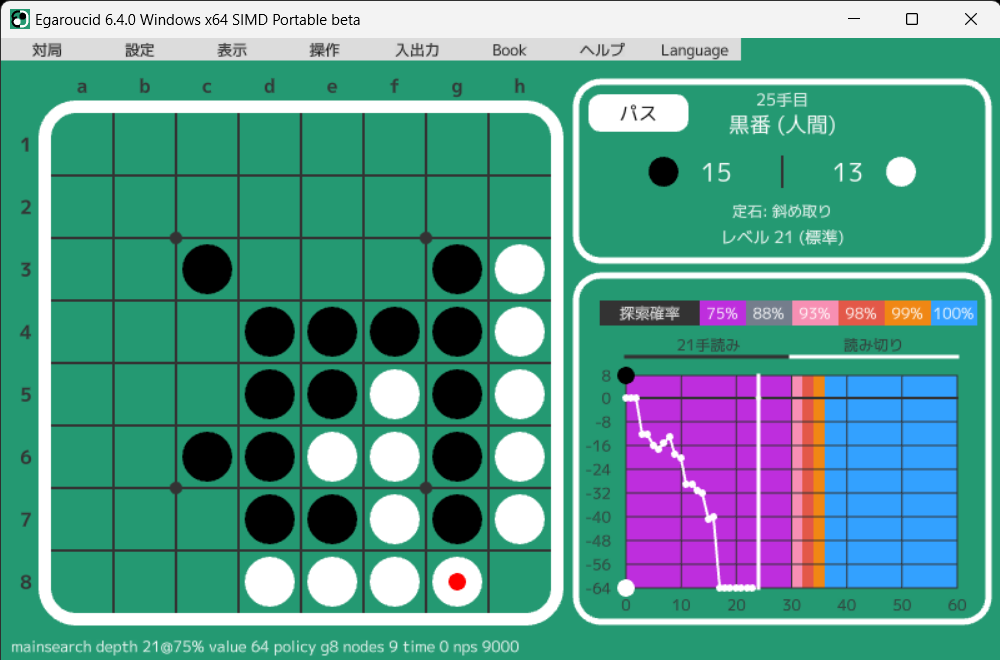 Egaroucid 6.4.0 Windows x64 SIMD Portable beta
対局 設定 表示 操作 入出力 Book ヘルプ Language
a b c d e f g h
1
2
3
4
5
6
7
8
パス
25手目
黒番 (人間)
15 13
定石: 斜め取り
レベル 21 (標準)
探索確率 75% 88% 93% 98% 99% 100%
21手読み 読み切り
8
0
-8
-16
-24
-32
-40
-48
-56
-64
0 10 20 30 40 50 60
mainsearch depth 21@75% value 64 policy g8 nodes 9 time 0 nps 9000